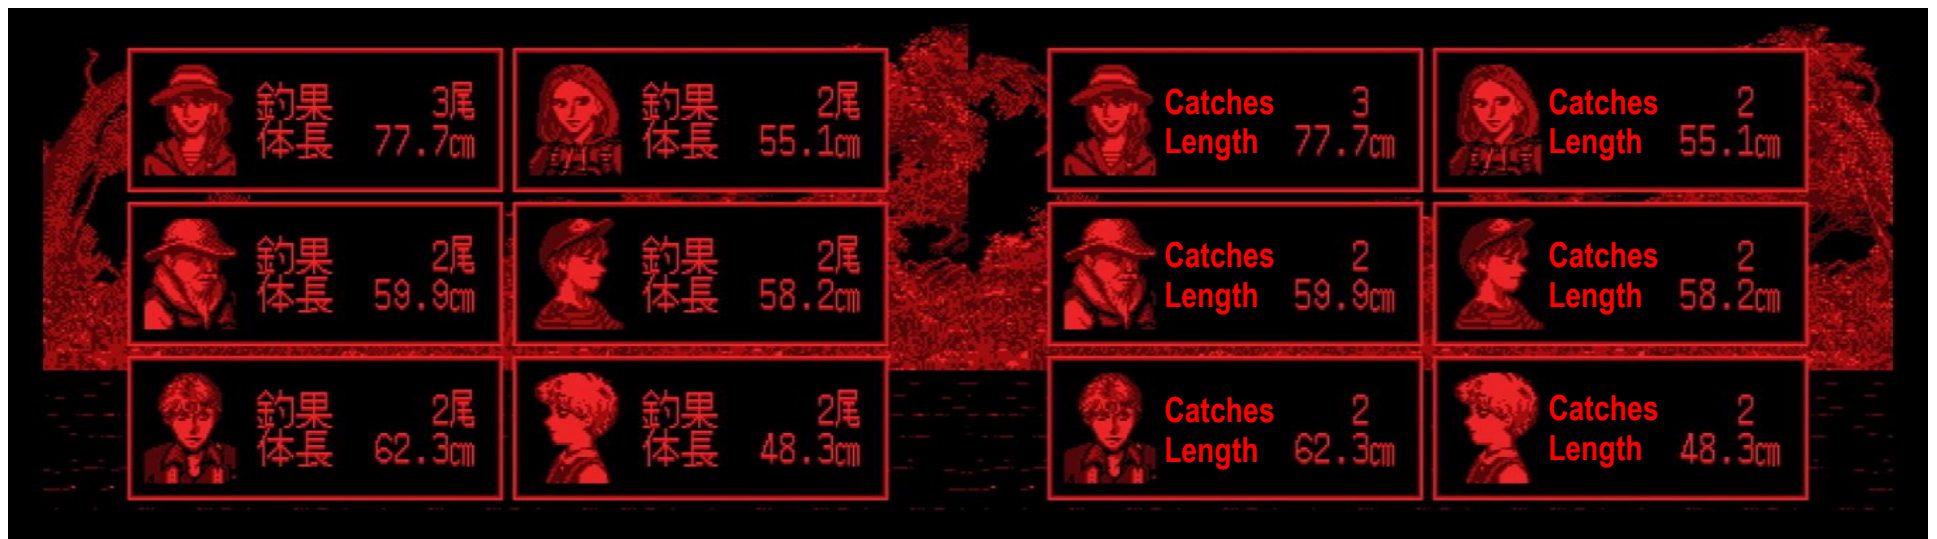 釣果 3尾
体長 77.7cm
釣果 2尾
体長 55.1cm
Catches 3
Length 77.7cm
Catches 2
Length 55.1cm
釣果 2尾
体長 59.9cm
釣果 2尾
体長 58.2cm
Catches 2
Length 59.9cm
Catches 2
Length 58.2cm
釣果 2尾
体長 62.3cm
釣果 2尾
体長 48.3cm
Catches 2
Length 62.3cm
Catches 2
Length 48.3cm